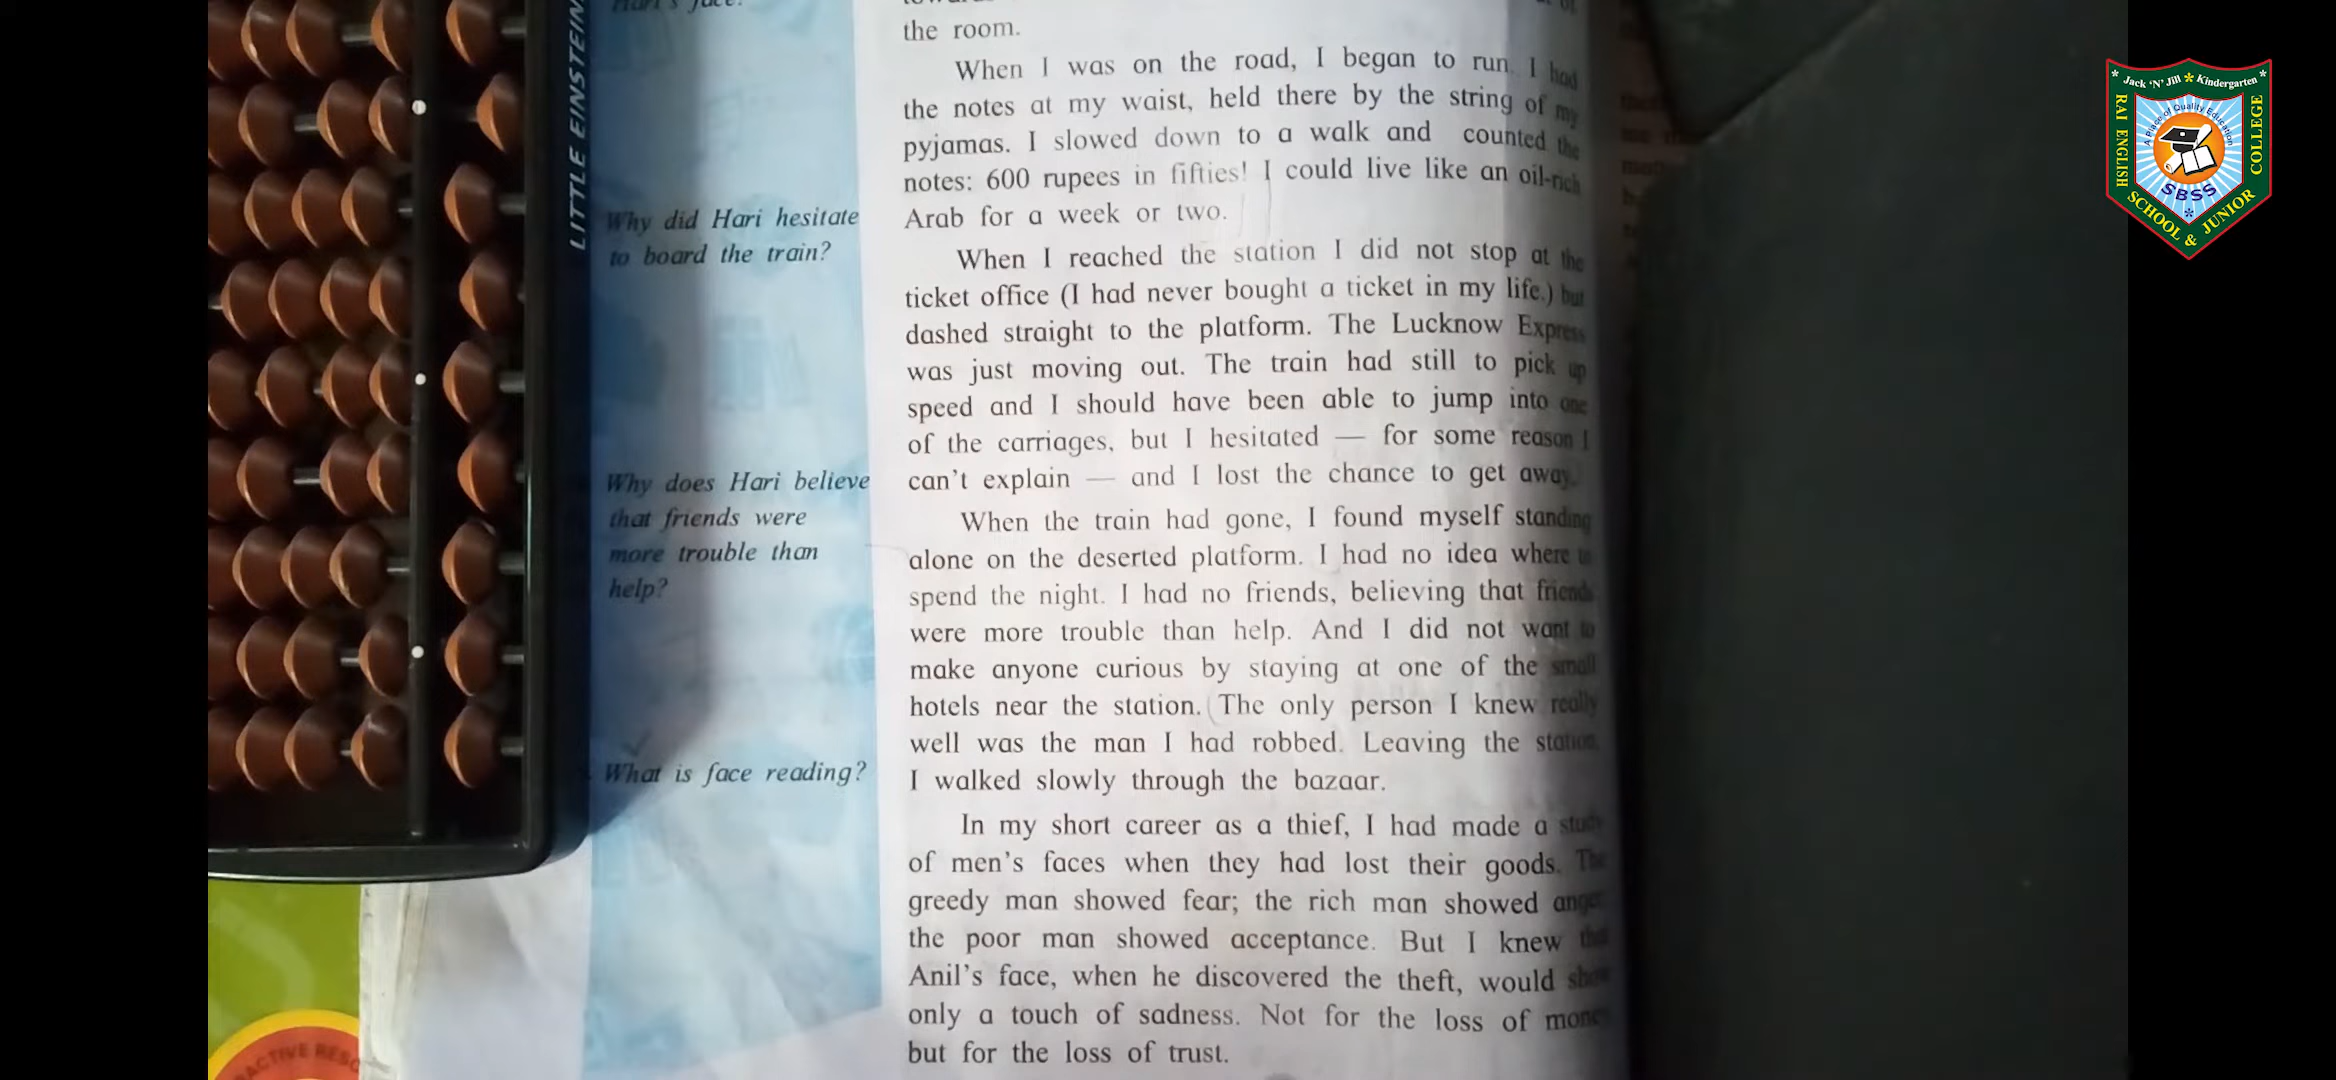 Hari's face.
the room.
When I was on the road, I began to run. I had
the notes at my waist, held there by the string of my
pyjamas. I slowed down to a walk and counted the
notes: 600 rupees in fifties! I could live like an oil-rich
Arab for a week or two.
When I reached the station I did not stop at the
ticket office (I had never bought a ticket in my life.) but
dashed straight to the platform. The Lucknow Express
was just moving out. The train had still to pick up
speed and I should have been able to jump into one
of the carriages, but I hesitated — for some reason I
can't explain — and I lost the chance to get away.
When the train had gone, I found myself standing
alone on the deserted platform. I had no idea where to
spend the night. I had no friends, believing that friends
were more trouble than help. And I did not want to
make anyone curious by staying at one of the small
hotels near the station. (The only person I knew really
well was the man I had robbed. Leaving the station,
I walked slowly through the bazaar.
In my short career as a thief, I had made a study
of men's faces when they had lost their goods. The
greedy man showed fear; the rich man showed anger;
the poor man showed acceptance. But I knew that
Anil's face, when he discovered the theft, would show
only a touch of sadness. Not for the loss of money
but for the loss of trust.
Why did Hari hesitate
to board the train?
Why does Hari believe
that friends were
more trouble than
help?
What is face reading?
LITTLE EINSTEIN
Jack 'N' Jill Kindergarten
A Place of Quality Education
SBSS
RAI ENGLISH
SCHOOL & JUNIOR
COLLEGE